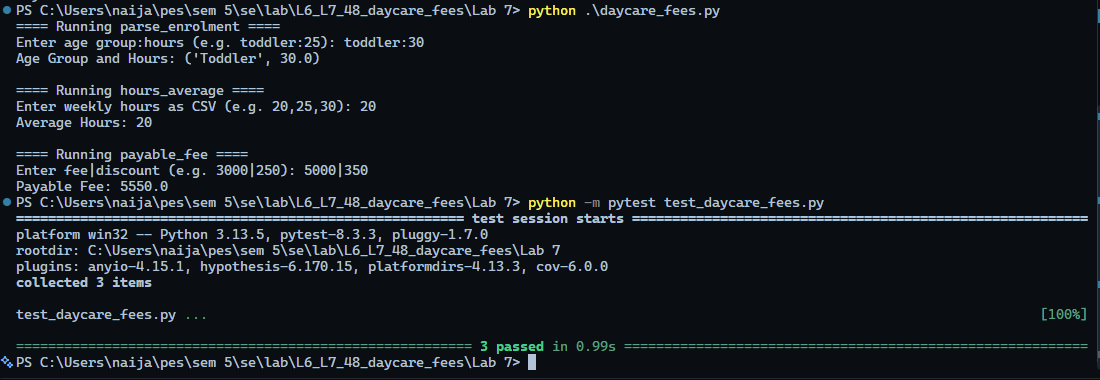 PS C:\Users\naija\pes\sem 5\se\lab\L6_L7_48_daycare_fees\Lab 7> python .\daycare_fees.py
==== Running parse_enrolment ====
Enter age group:hours (e.g. toddler:25): toddler:30
Age Group and Hours: ('Toddler', 30.0)
==== Running hours_average ====
Enter weekly hours as CSV (e.g. 20,25,30): 20
Average Hours: 20
==== Running payable_fee ====
Enter fee|discount (e.g. 3000|250): 5000|350
Payable Fee: 5550.0
PS C:\Users\naija\pes\sem 5\se\lab\L6_L7_48_daycare_fees\Lab 7> python -m pytest test_daycare_fees.py
======================================================== test session starts =========================================================
platform win32 -- Python 3.13.5, pytest-8.3.3, pluggy-1.7.0
rootdir: C:\Users\naija\pes\sem 5\se\lab\L6_L7_48_daycare_fees\Lab 7
plugins: anyio-4.15.1, hypothesis-6.170.15, platformdirs-4.13.3, cov-6.0.0
collected 3 items
test_daycare_fees.py ... [100%]
========================================================= 3 passed in 0.99s ==========================================================
PS C:\Users\naija\pes\sem 5\se\lab\L6_L7_48_daycare_fees\Lab 7>